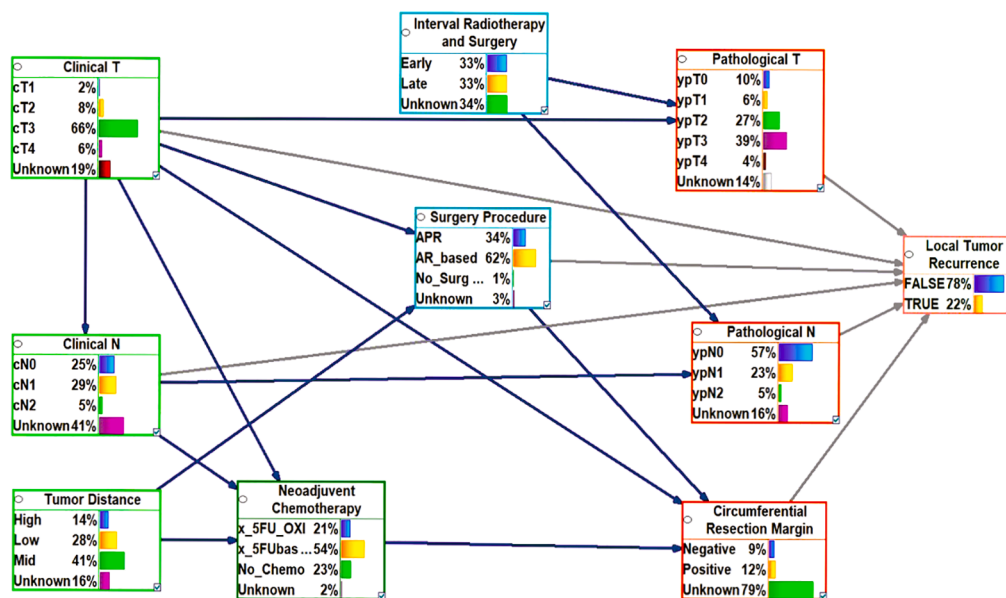 Clinical T
cT1 2%
cT2 8%
cT3 66%
cT4 6%
Unknown 19%
Interval Radiotherapy
and Surgery
Early 33%
Late 33%
Unknown 34%
Pathological T
ypT0 10%
ypT1 6%
ypT2 27%
ypT3 39%
ypT4 4%
Unknown 14%
Surgery Procedure
APR 34%
AR_based 62%
No_Surg ... 1%
Unknown 3%
Local Tumor
Recurrence
FALSE 78%
TRUE 22%
Clinical N
cN0 25%
cN1 29%
cN2 5%
Unknown 41%
Pathological N
ypN0 57%
ypN1 23%
ypN2 5%
Unknown 16%
Tumor Distance
High 14%
Low 28%
Mid 41%
Unknown 16%
Neoadjuvent
Chemotherapy
x_5FU_OXI 21%
x_5FUbas ... 54%
No_Chemo 23%
Unknown 2%
Circumferential
Resection Margin
Negative 9%
Positive 12%
Unknown 79%